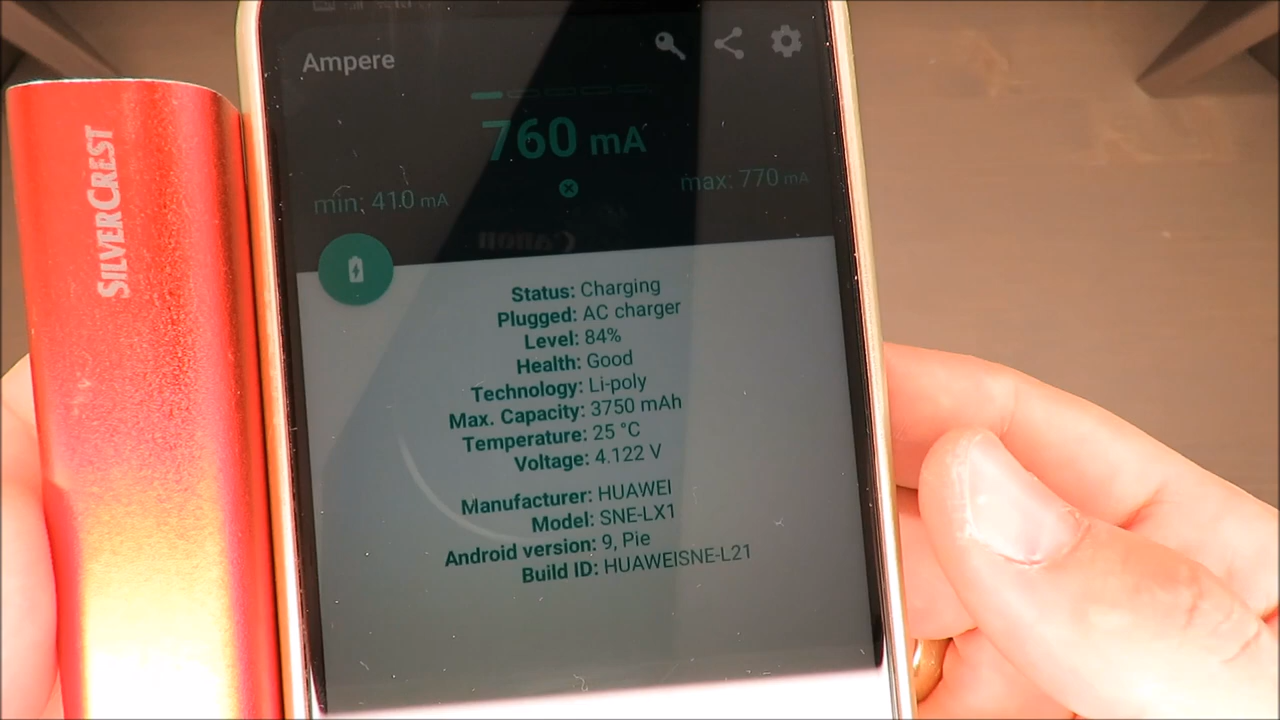 SILVERCREST
Ampere
760 mA
min: 410 mA
max: 770 mA
Canon
Status: Charging
Plugged: AC charger
Level: 84%
Health: Good
Technology: Li-poly
Max. Capacity: 3750 mAh
Temperature: 25 °C
Voltage: 4.122 V
Manufacturer: HUAWEI
Model: SNE-LX1
Android version: 9, Pie
Build ID: HUAWEISNE-L21